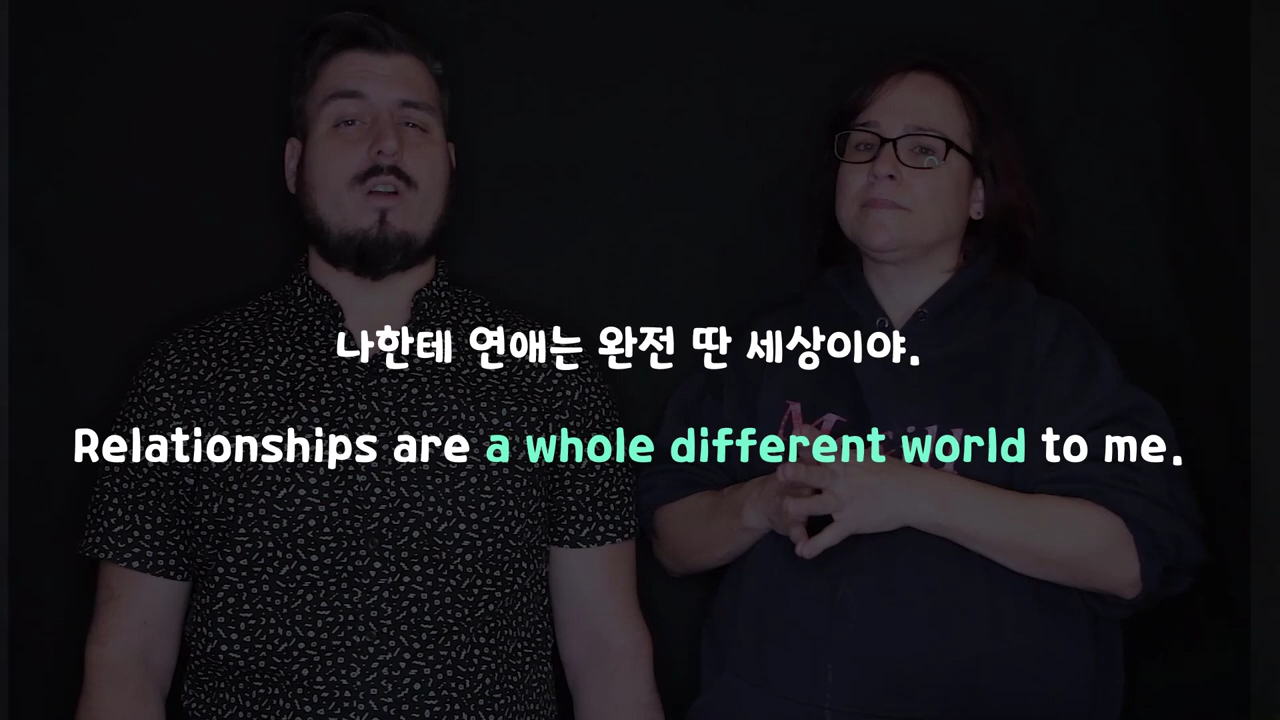 나한테 연애는 완전 딴 세상이야.
Relationships are a whole different world to me.